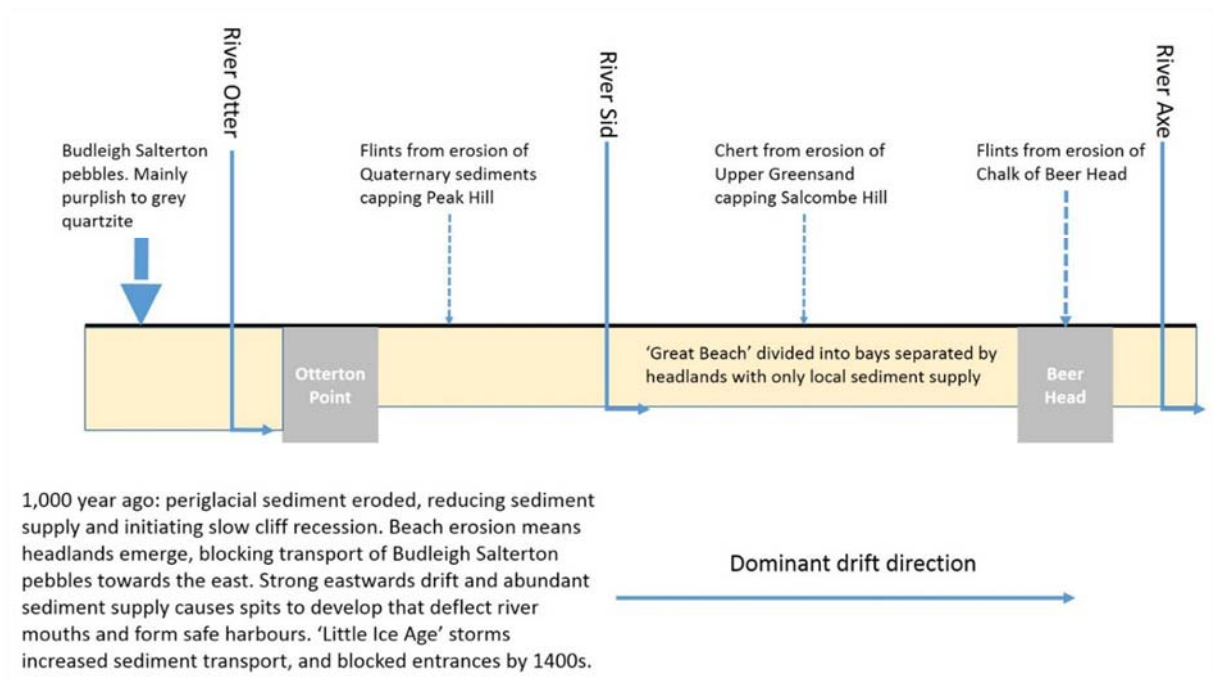 River Otter
River Sid
River Axe
Budleigh Salterton
pebbles. Mainly
purplish to grey
quartzite
Flints from erosion of
Quaternary sediments
capping Peak Hill
Chert from erosion of
Upper Greensand
capping Salcombe Hill
Flints from erosion of
Chalk of Beer Head
Otterton
Point
‘Great Beach’ divided into bays separated by
headlands with only local sediment supply
Beer
Head
1,000 year ago: periglacial sediment eroded, reducing sediment
supply and initiating slow cliff recession. Beach erosion means
headlands emerge, blocking transport of Budleigh Salterton
pebbles towards the east. Strong eastwards drift and abundant
sediment supply causes spits to develop that deflect river
mouths and form safe harbours. ‘Little Ice Age’ storms
increased sediment transport, and blocked entrances by 1400s.
Dominant drift direction